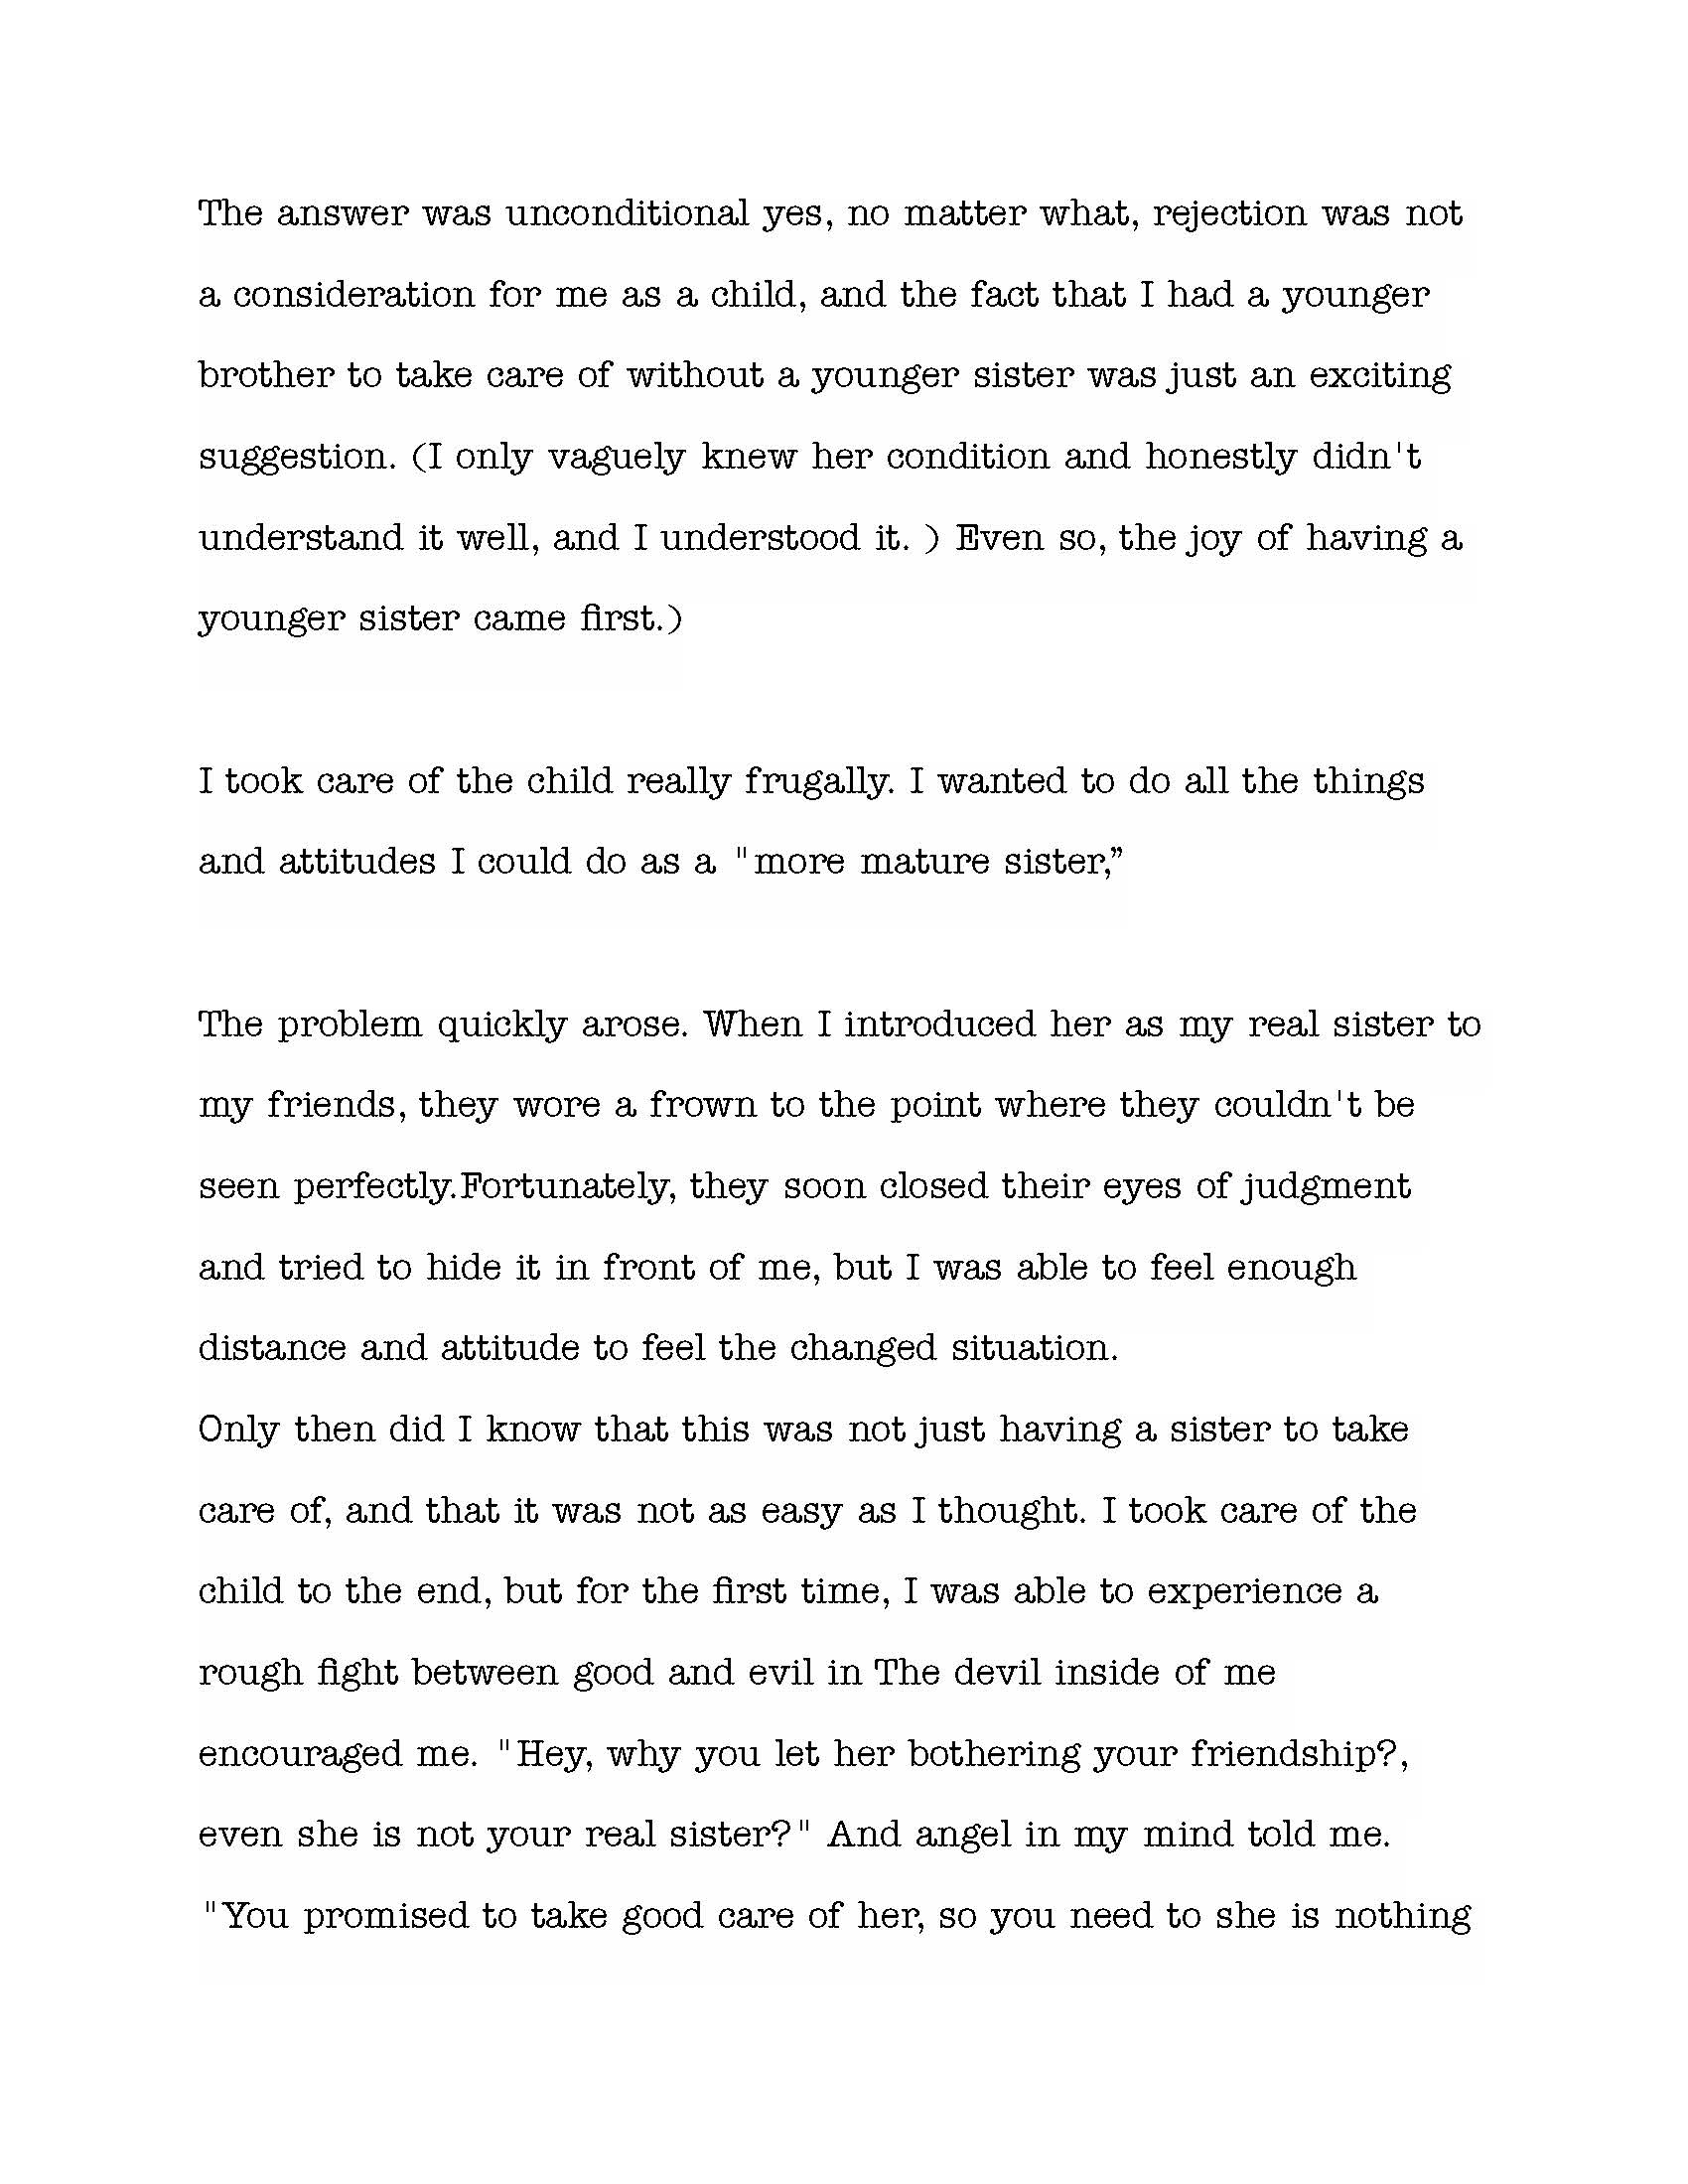 The answer was unconditional yes, no matter what, rejection was not
a consideration for me as a child, and the fact that I had a younger
brother to take care of without a younger sister was just an exciting
suggestion. (I only vaguely knew her condition and honestly didn't
understand it well, and I understood it. ) Even so, the joy of having a
younger sister came first.)
I took care of the child really frugally. I wanted to do all the things
and attitudes I could do as a "more mature sister,”
The problem quickly arose. When I introduced her as my real sister to
my friends, they wore a frown to the point where they couldn't be
seen perfectly.Fortunately, they soon closed their eyes of judgment
and tried to hide it in front of me, but I was able to feel enough
distance and attitude to feel the changed situation.
Only then did I know that this was not just having a sister to take
care of, and that it was not as easy as I thought. I took care of the
child to the end, but for the first time, I was able to experience a
rough fight between good and evil in The devil inside of me
encouraged me. "Hey, why you let her bothering your friendship?,
even she is not your real sister?" And angel in my mind told me.
"You promised to take good care of her, so you need to she is nothing